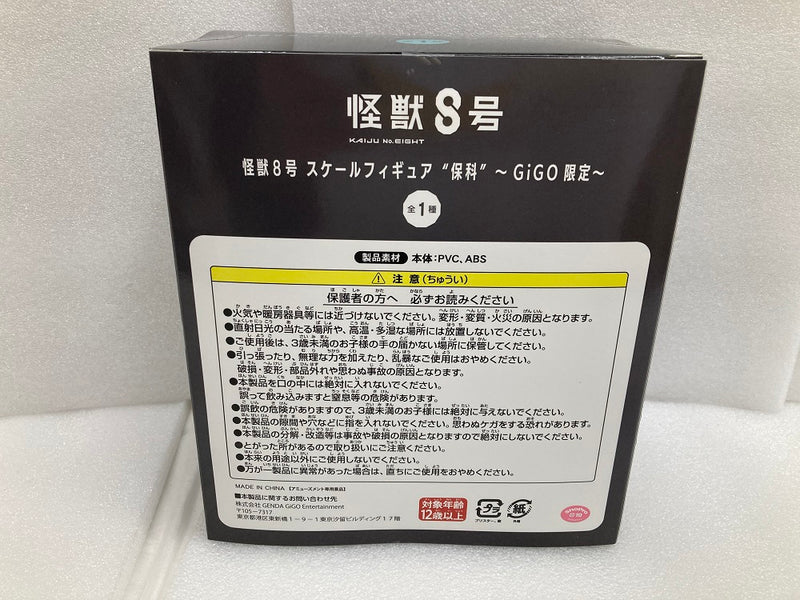 怪獣8号
KAIJU No.EIGHT
怪獣8号 スケールフィギュア “保科” ～GiGO限定～
全1種
製品素材 本体：PVC、ABS
⚠ 注意（ちゅうい）
保護者の方へ 必ずお読みください
●火気や暖房器具等には近づけないでください。変形・変質・火災の原因となります。
●直射日光の当たる場所や、高温・多湿な場所には放置しないでください。
●ご使用後は、3歳未満のお子様の手の届かない場所に保管してください。
●引っ張ったり、無理な力を加えたり、乱暴なご使用はおやめください。
破損・変形・部品外れや思わぬ事故の原因となります。
●本製品を口の中には絶対に入れないでください。
誤って飲み込みますと窒息等の危険があります。
●誤飲の危険がありますので、3歳未満のお子様には絶対に与えないでください。
●本製品の隙間や穴などに指を入れないでください。思わぬケガをする恐れがあります。
●本製品の分解・改造等は事故や破損の原因となりますので絶対にしないでください。
●とがった所があるので取り扱いにご注意ください。
●本来の用途以外にご使用しないでください。
●万が一製品に異常があった場合は、直ちにご使用をおやめください。
MADE IN CHINA 【アミューズメント専用景品】
●本製品に関するお問い合わせ先
株式会社 GENDA GiGO Entertainment
〒105-7317
東京都港区東新橋1-9-1東京汐留ビルディング17階
対象年齢
12歳以上
プラ
ブリスター、袋
紙
外箱